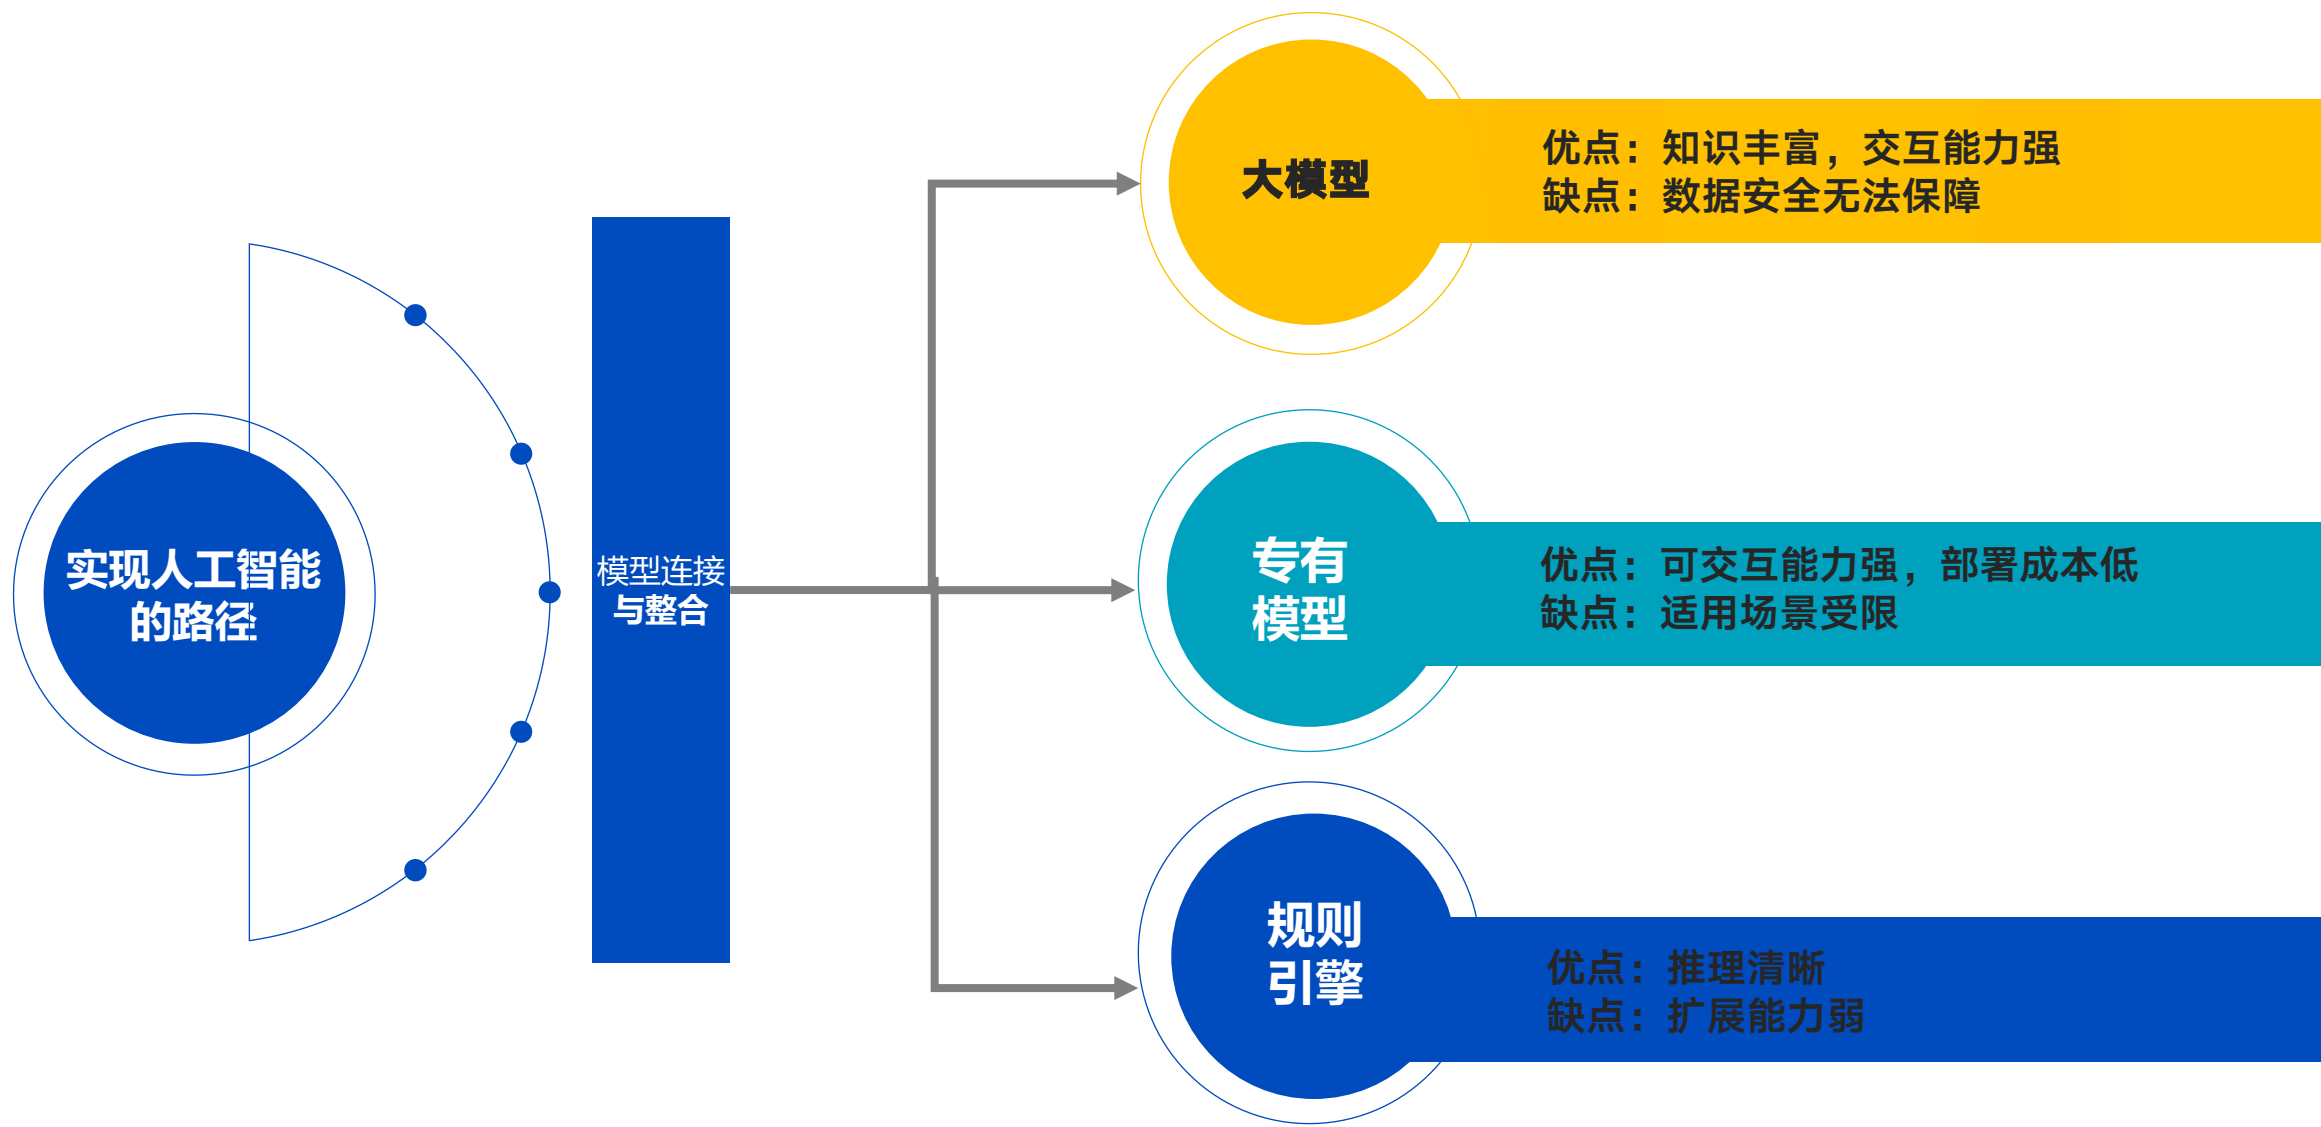 实现人工智能
的路径
模型连接
与整合
大模型
优点：知识丰富，交互能力强
缺点：数据安全无法保障
专有
模型
优点：可交互能力强，部署成本低
缺点：适用场景受限
规则
引擎
优点：推理清晰
缺点：扩展能力弱